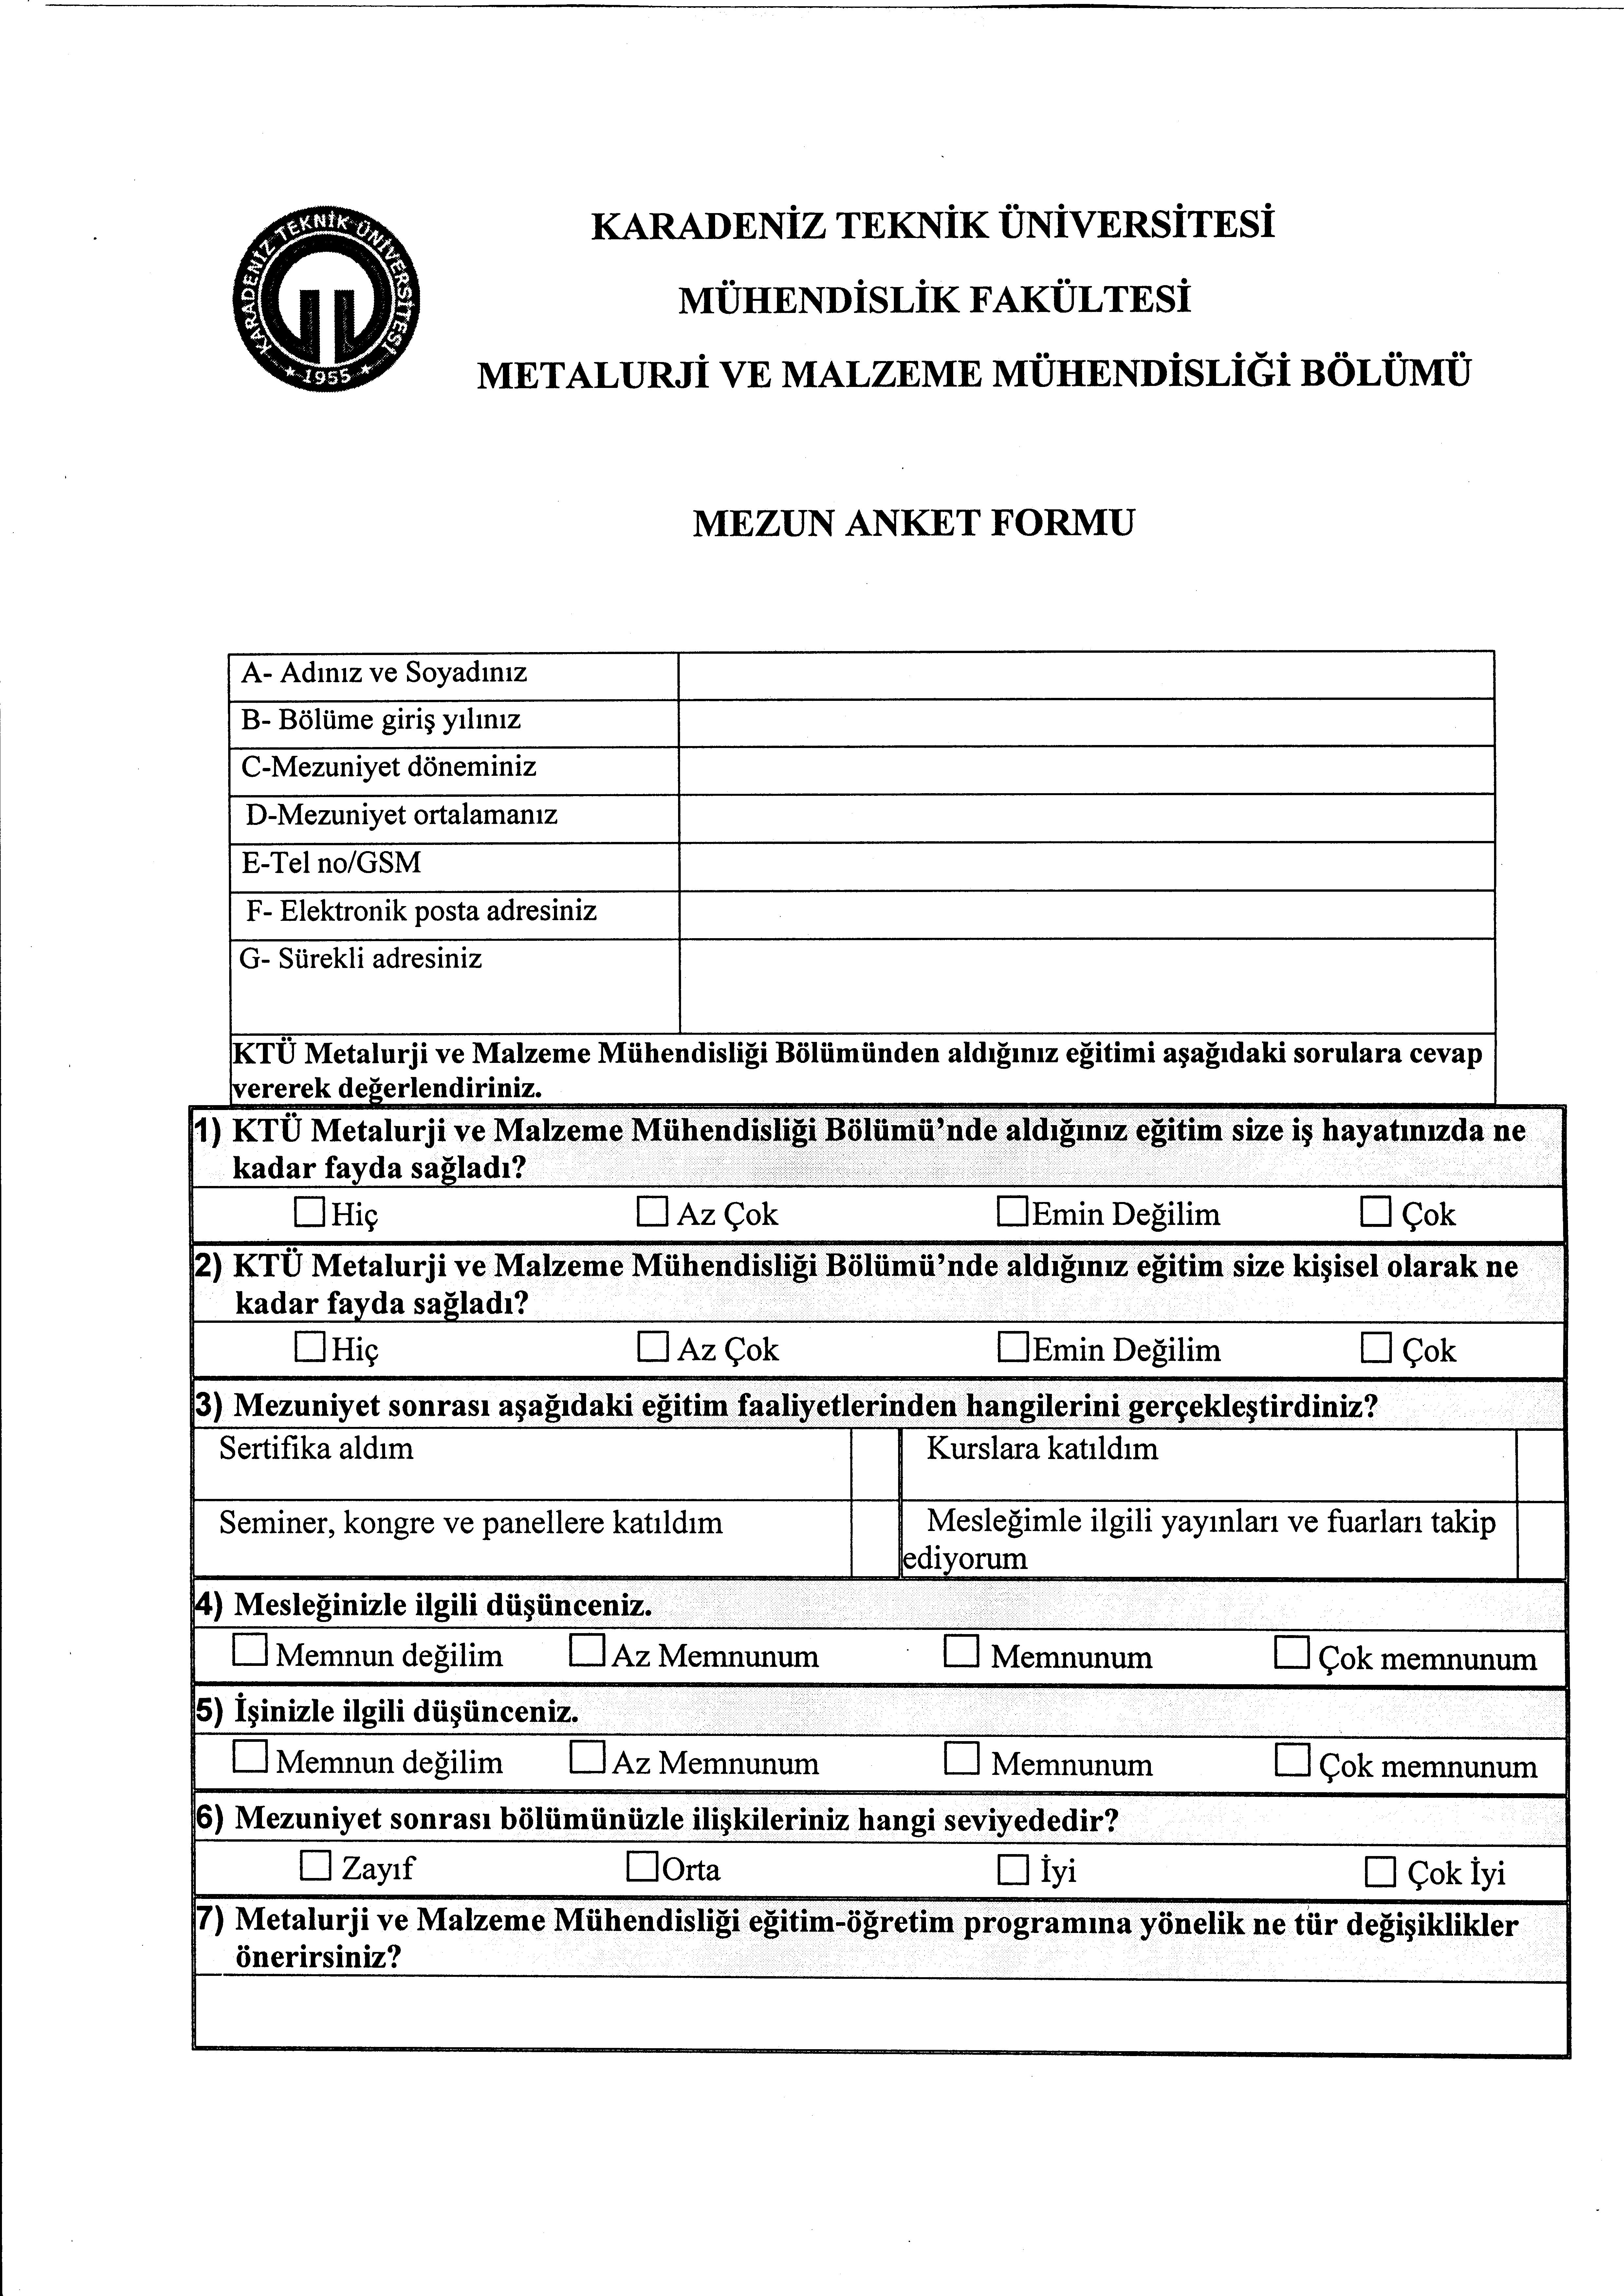 KARADENİZ TEKNİK ÜNİVERSİTESİ
★ 1955 ★
KARADENİZ TEKNİK ÜNİVERSİTESİ
MÜHENDİSLİK FAKÜLTESİ
METALURJİ VE MALZEME MÜHENDİSLİĞİ BÖLÜMÜ
MEZUN ANKET FORMU
A- Adınız ve Soyadınız
B- Bölüme giriş yılınız
C-Mezuniyet döneminiz
D-Mezuniyet ortalamanız
E-Tel no/GSM
F- Elektronik posta adresiniz
G- Sürekli adresiniz
KTÜ Metalurji ve Malzeme Mühendisliği Bölümünden aldığınız eğitimi aşağıdaki sorulara cevap
vererek değerlendiriniz.
1) KTÜ Metalurji ve Malzeme Mühendisliği Bölümü’nde aldığınız eğitim size iş hayatınızda ne
kadar fayda sağladı?
☐ Hiç ☐ Az Çok ☐ Emin Değilim ☐ Çok
2) KTÜ Metalurji ve Malzeme Mühendisliği Bölümü’nde aldığınız eğitim size kişisel olarak ne
kadar fayda sağladı?
☐ Hiç ☐ Az Çok ☐ Emin Değilim ☐ Çok
3) Mezuniyet sonrası aşağıdaki eğitim faaliyetlerinden hangilerini gerçekleştirdiniz?
Sertifika aldım Kurslara katıldım
Seminer, kongre ve panellere katıldım Mesleğimle ilgili yayınları ve fuarları takip
ediyorum
4) Mesleğinizle ilgili düşünceniz.
☐ Memnun değilim ☐ Az Memnunum ☐ Memnunum ☐ Çok memnunum
5) İşinizle ilgili düşünceniz.
☐ Memnun değilim ☐ Az Memnunum ☐ Memnunum ☐ Çok memnunum
6) Mezuniyet sonrası bölümünüzle ilişkileriniz hangi seviyededir?
☐ Zayıf ☐ Orta ☐ İyi ☐ Çok İyi
7) Metalurji ve Malzeme Mühendisliği eğitim-öğretim programına yönelik ne tür değişiklikler
önerirsiniz?